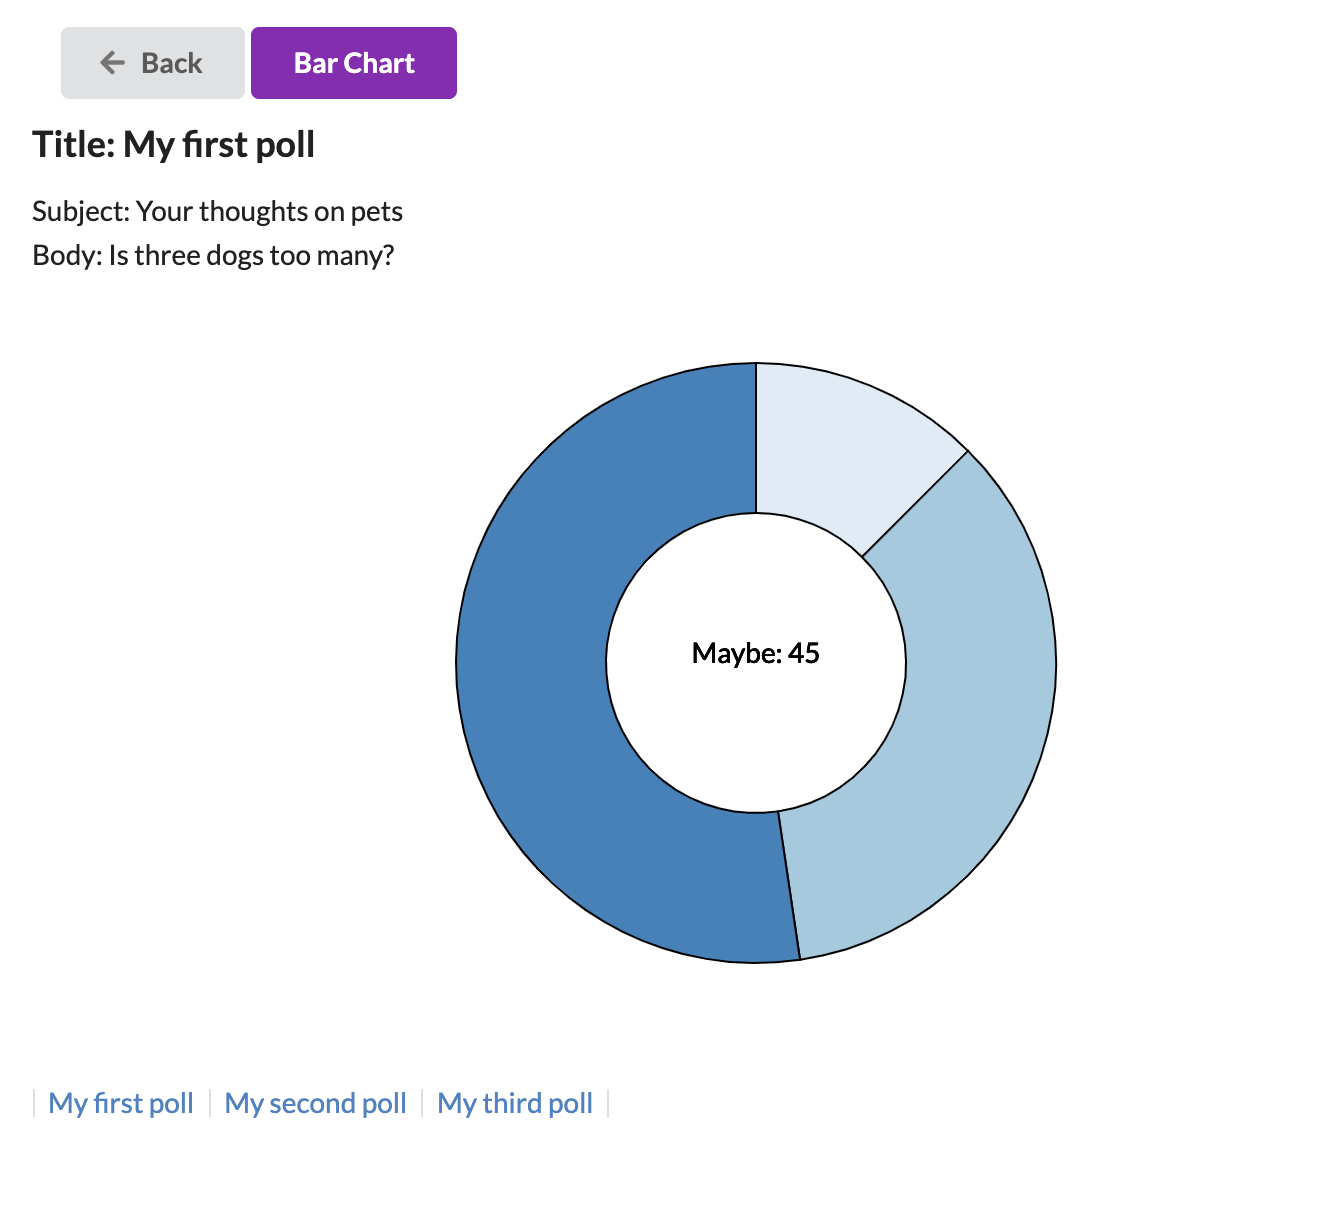 Back
Bar Chart
Title: My first poll
Subject: Your thoughts on pets
Body: Is three dogs too many?
Maybe: 45
My first poll
My second poll
My third poll